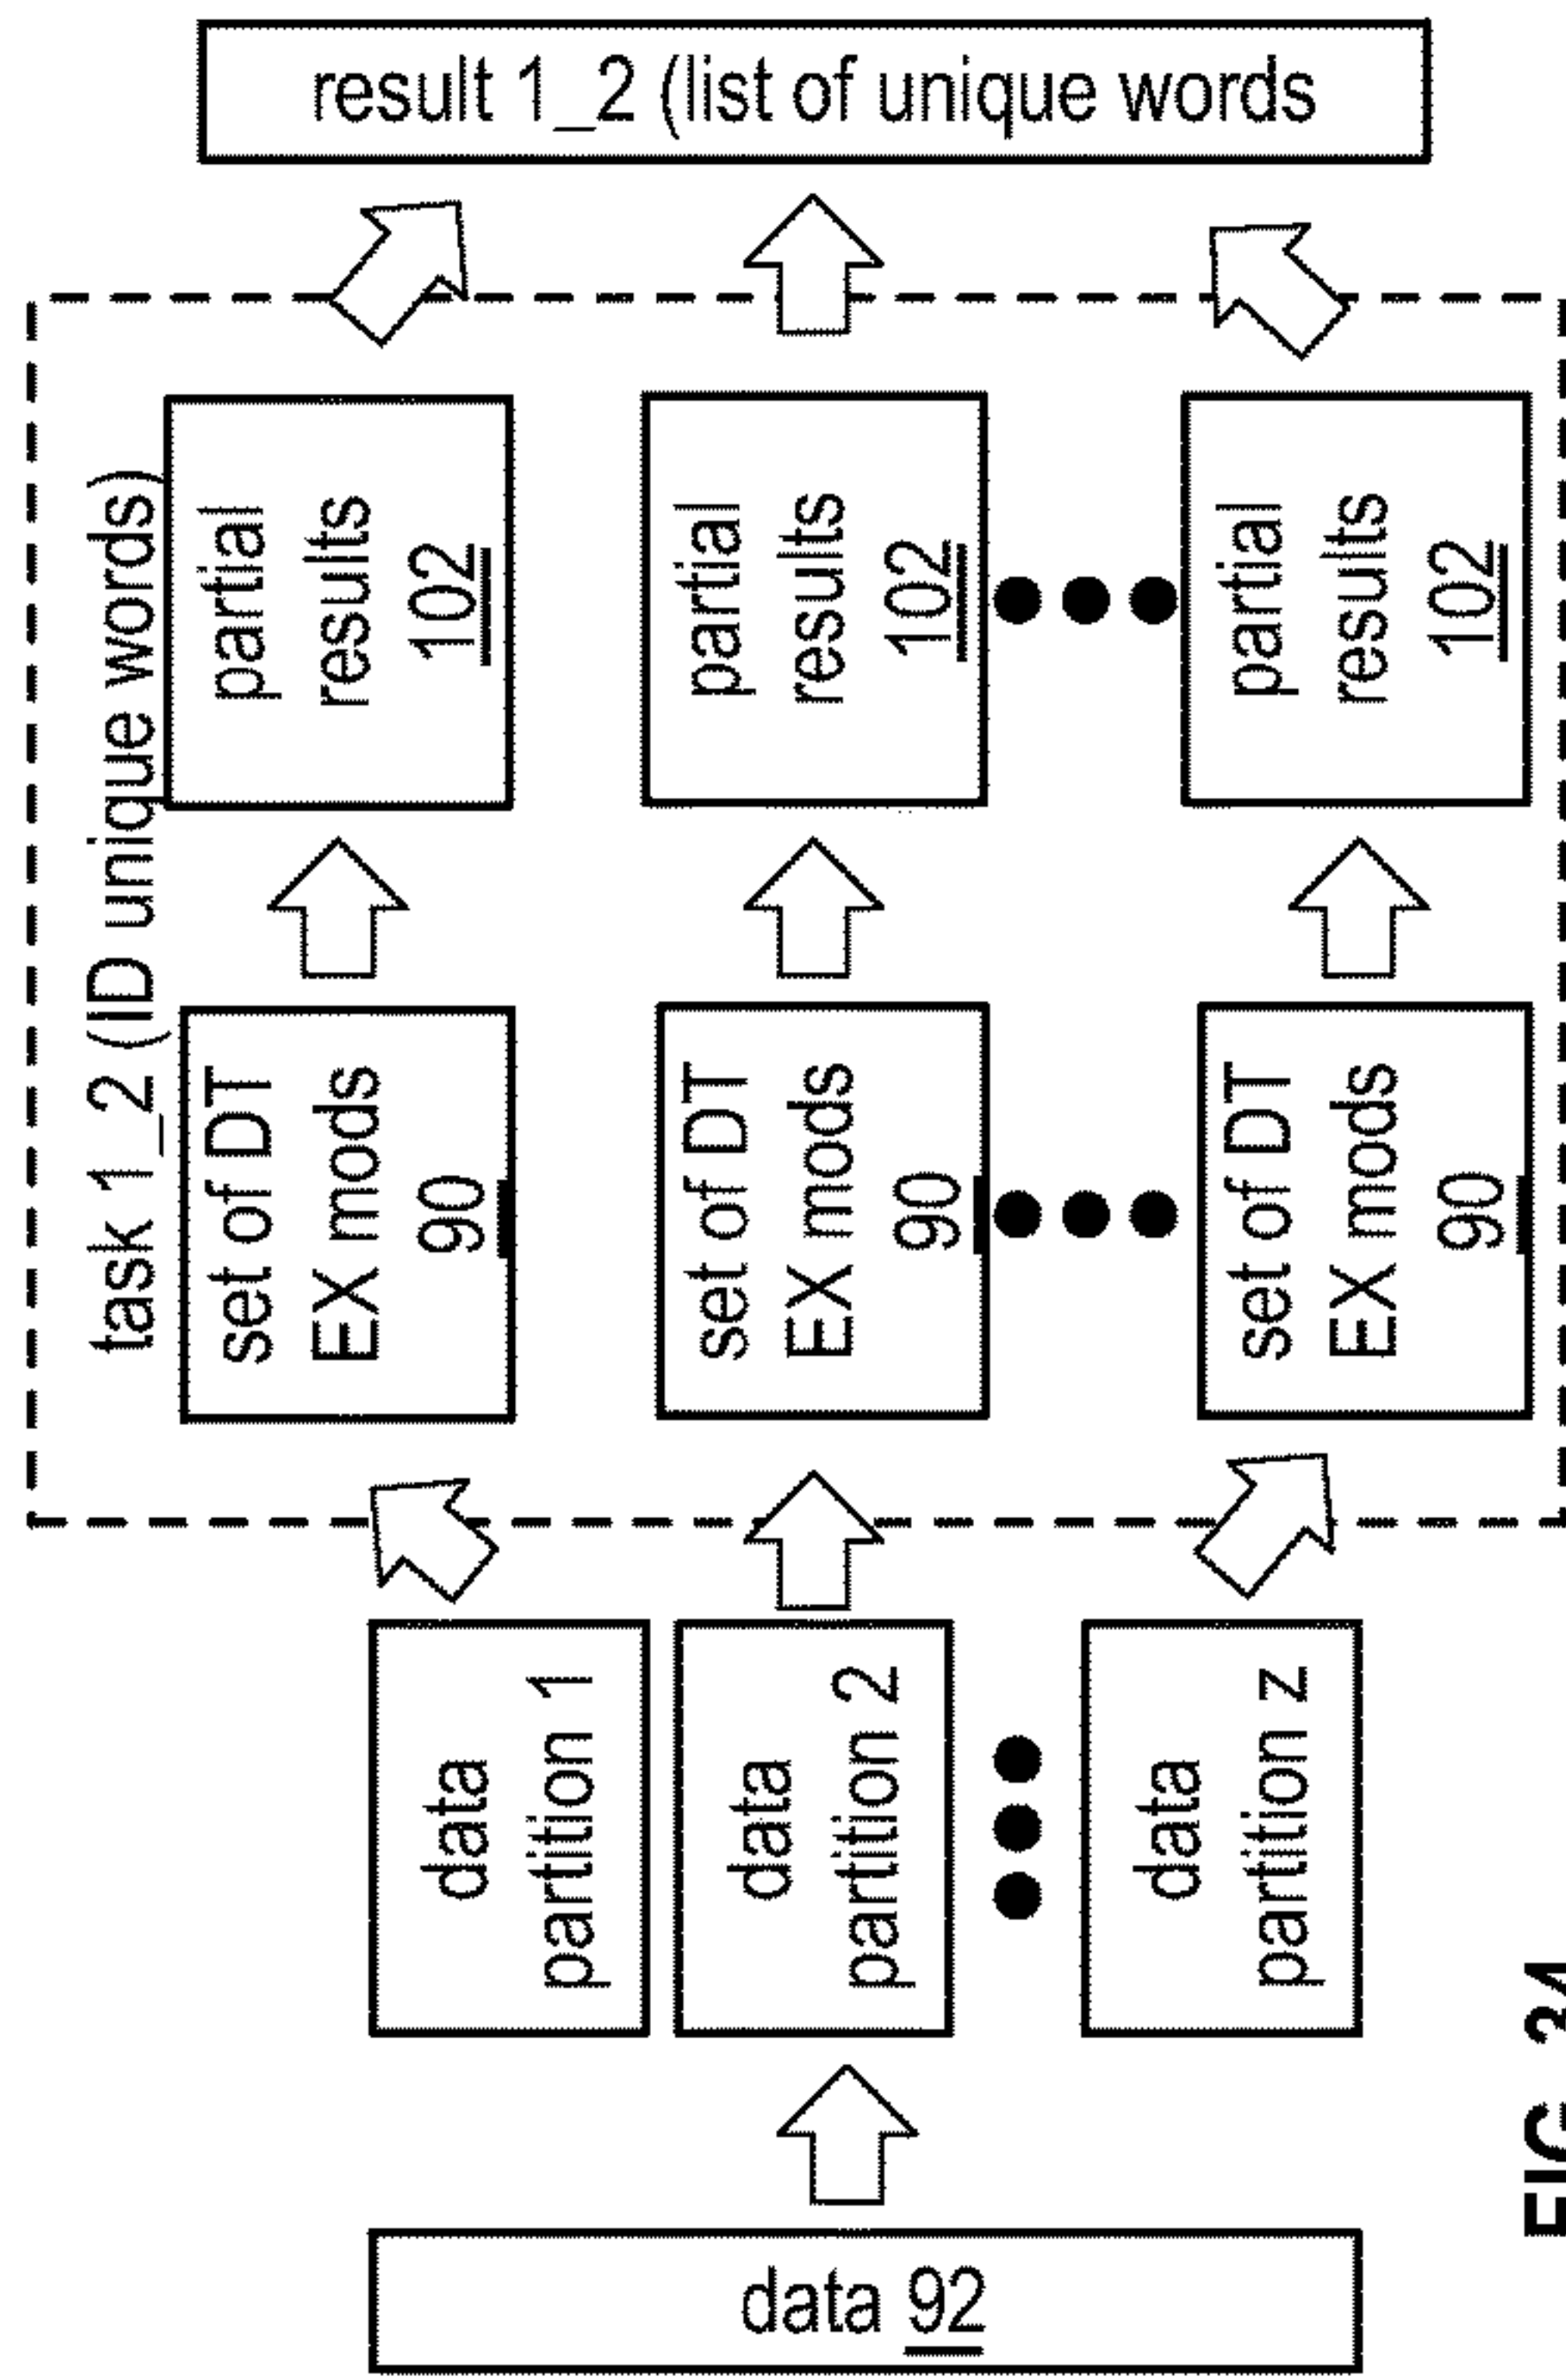 task 1_2 (ID unique words)
data 92
data
partition 1
data
partition 2
data
partition z
set of DT
EX mods
90
set of DT
EX mods
90
set of DT
EX mods
90
partial
results
102
partial
results
102
partial
results
102
result 1_2 (list of unique words
FIG. 34